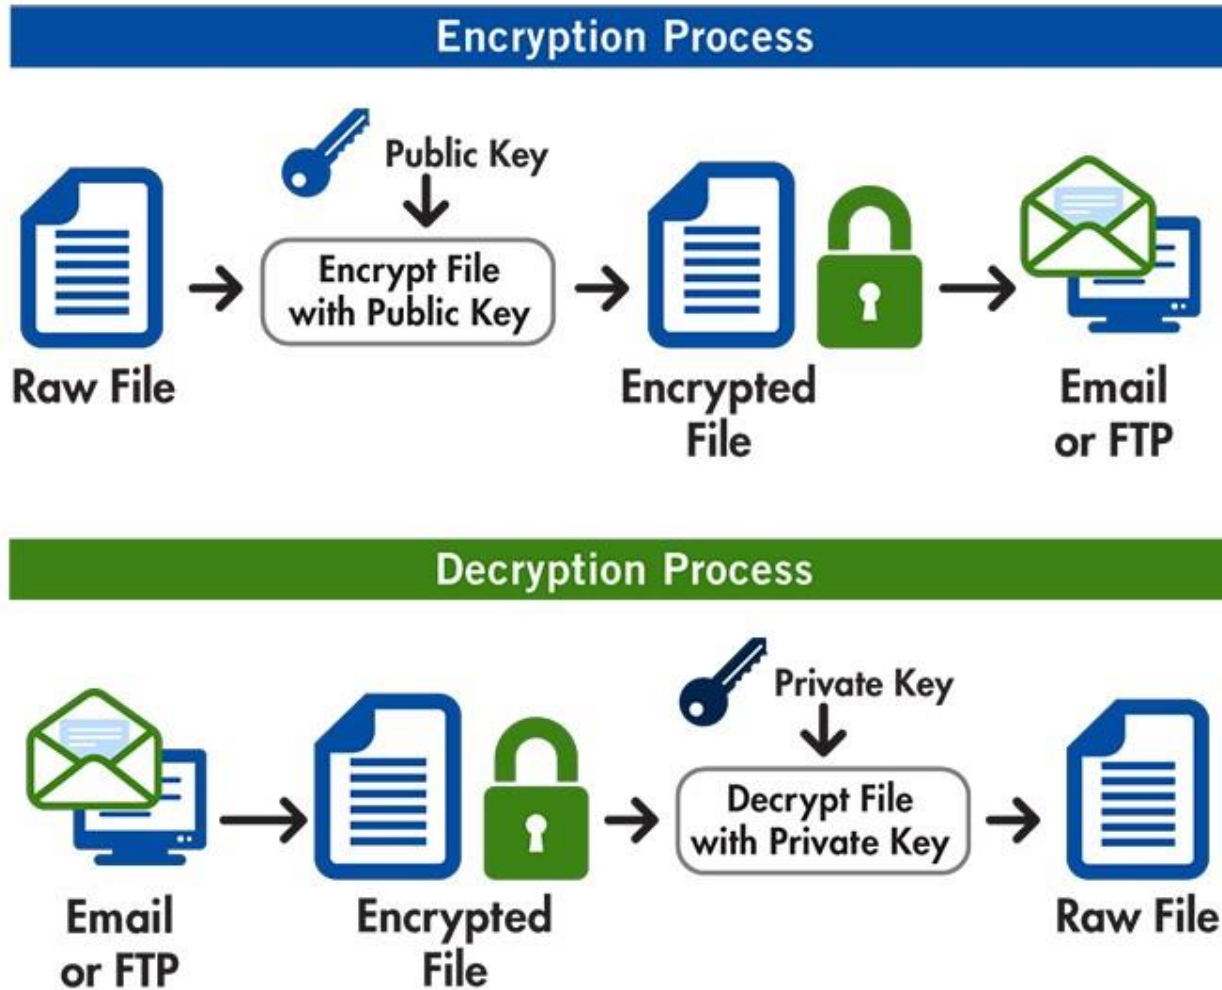 Encryption Process
Public Key
Encrypt File
with Public Key
Raw File
Encrypted
File
Email
or FTP
Decryption Process
Private Key
Decrypt File
with Private Key
Email
or FTP
Encrypted
File
Raw File